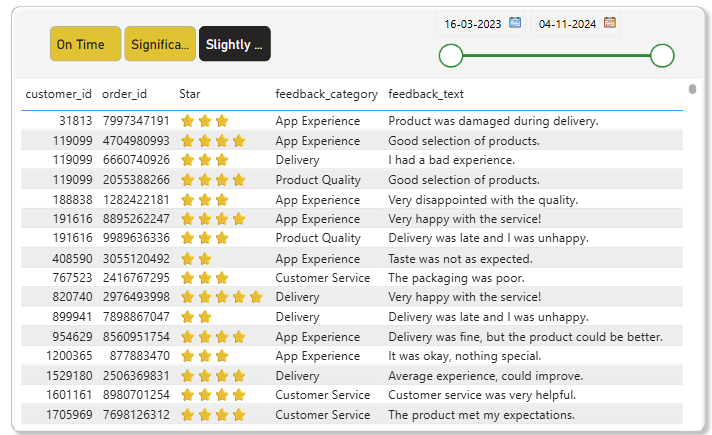 On Time Significa... Slightly ... 16-03-2023 04-11-2024
customer_id order_id Star feedback_category feedback_text
31813 7997347191 App Experience Product was damaged during delivery.
119099 4704980993 App Experience Good selection of products.
119099 6660740926 Delivery I had a bad experience.
119099 2055388266 Product Quality Good selection of products.
188838 1282422181 App Experience Very disappointed with the quality.
191616 8895262247 App Experience Very happy with the service!
191616 9989636336 Product Quality Delivery was late and I was unhappy.
408590 3055120492 App Experience Taste was not as expected.
767523 2416767295 Customer Service The packaging was poor.
820740 2976493998 Delivery Very happy with the service!
899941 7898867047 Delivery Delivery was late and I was unhappy.
954629 8560951754 App Experience Delivery was fine, but the product could be better.
1200365 877883470 App Experience It was okay, nothing special.
1529180 2506369831 Delivery Average experience, could improve.
1601161 8980701254 Customer Service Customer service was very helpful.
1705969 7698126312 Customer Service The product met my expectations.